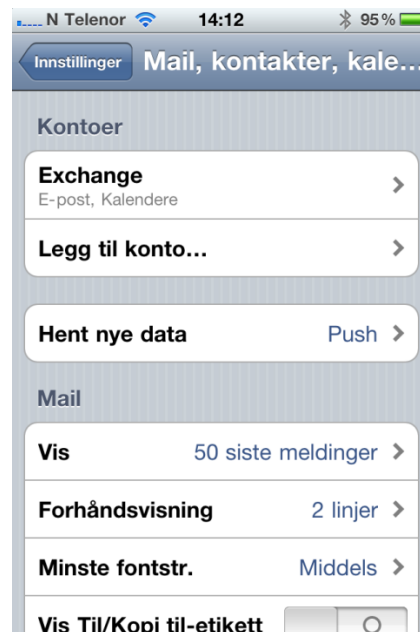 N Telenor 14:12 95 %
Innstillinger Mail, kontakter, kale...
Kontoer
Exchange
E-post, Kalendere
Legg til konto...
Hent nye data Push
Mail
Vis 50 siste meldinger
Forhåndsvisning 2 linjer
Minste fontstr. Middels
Vis Til/Kopi til-etikett